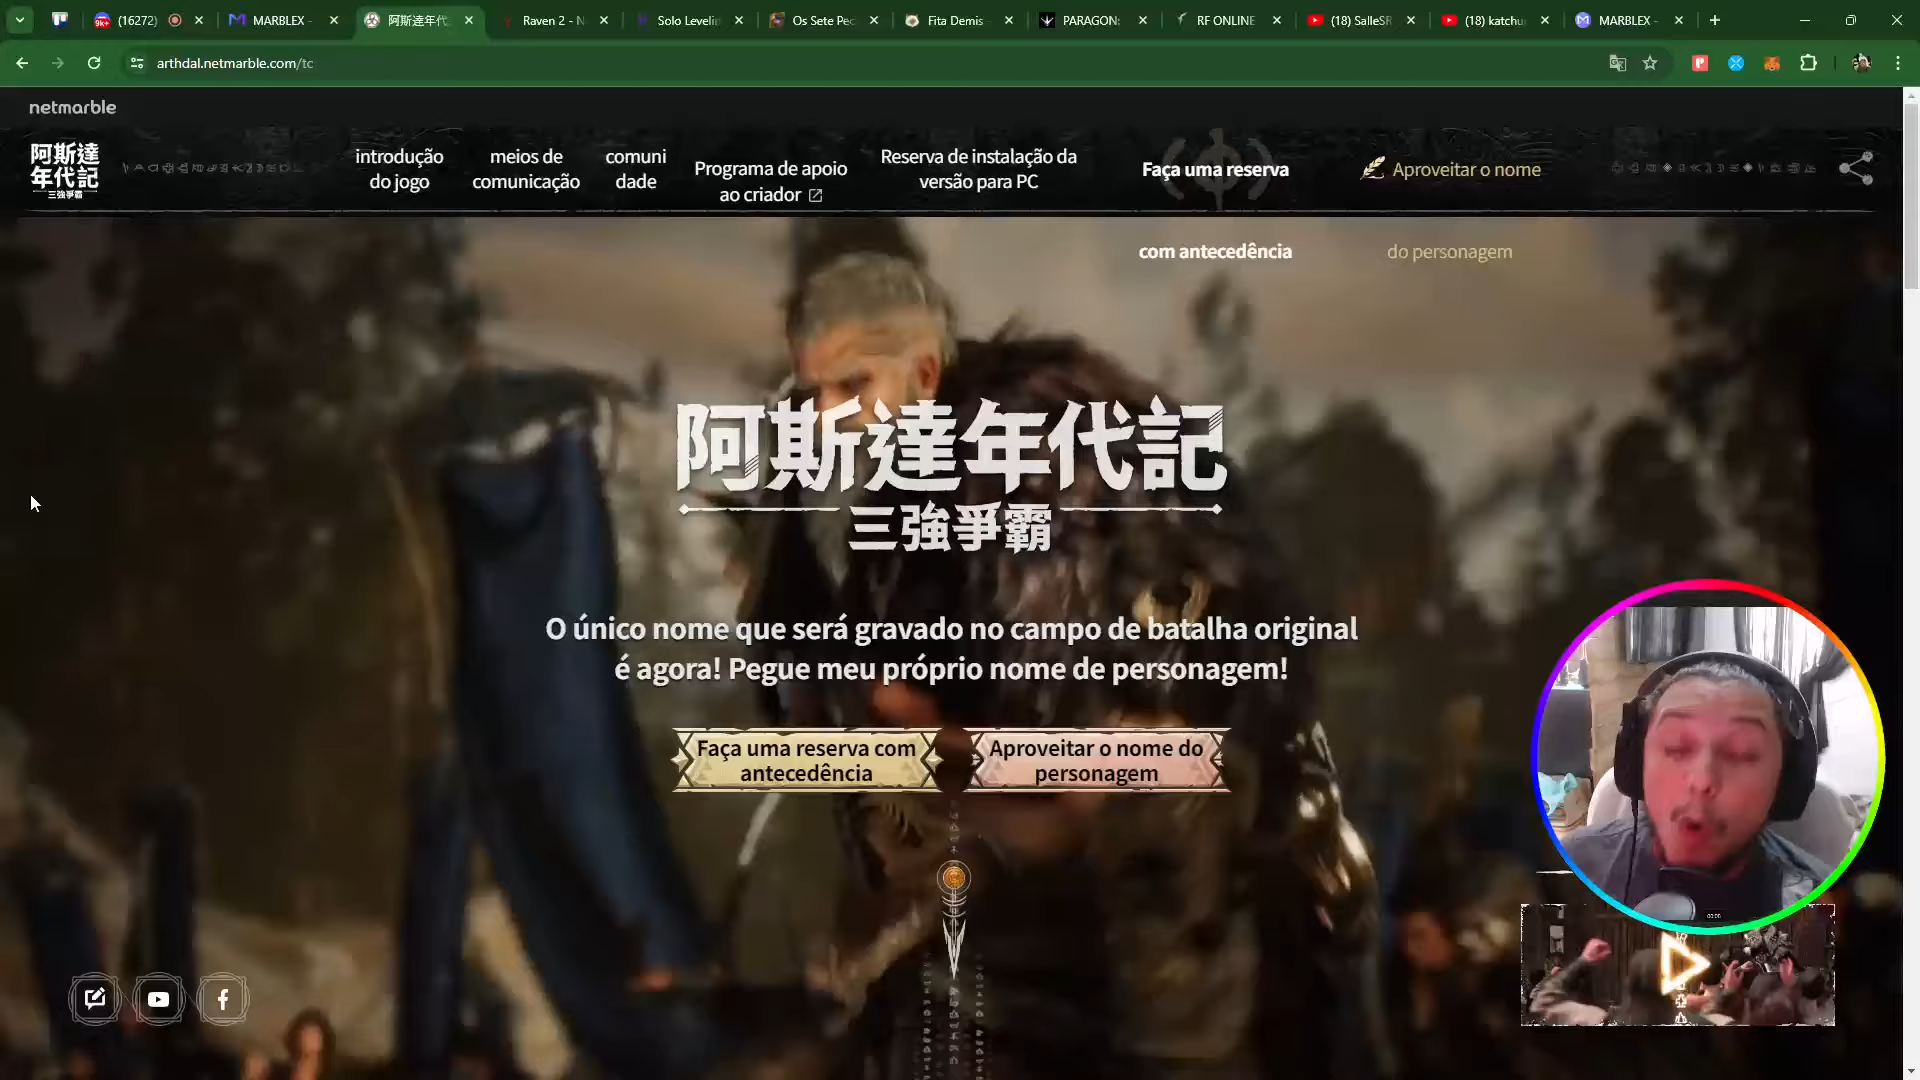 (16272)
MARBLEX -
阿斯達年代
Raven 2 - N
Solo Levelin
Os Sete Pec
Fita Demis
PARAGON:
RF ONLINE
(18) SalleSR
(18) katchu
MARBLEX -
arthdal.netmarble.com/tc
netmarble
阿斯達
年代記
三強爭霸
introdução
do jogo
meios de
comunicação
comuni
dade
Programa de apoio
ao criador
Reserva de instalação da
versão para PC
Faça uma reserva
com antecedência
Aproveitar o nome
do personagem
阿斯達年代記
三強爭霸
O único nome que será gravado no campo de batalha original
é agora! Pegue meu próprio nome de personagem!
Faça uma reserva com
antecedência
Aproveitar o nome do
personagem
00:00